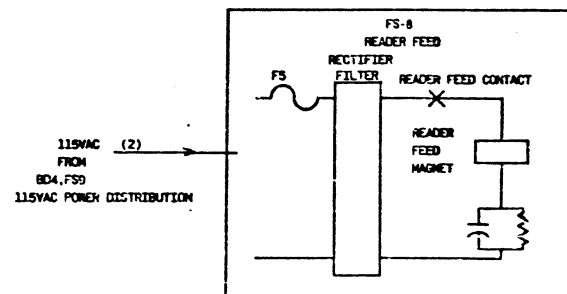 FS-8
READER FEED
RECTIFIER
FILTER
F5
READER FEED CONTACT
READER
FEED
MAGNET
115VAC (2)
FROM
BD4,FS9
115VAC POWER DISTRIBUTION